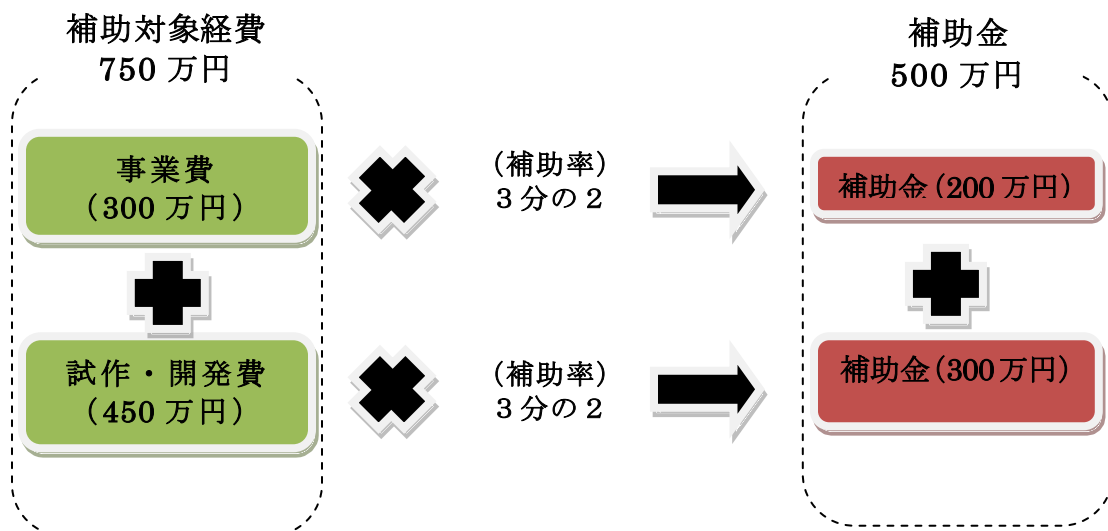 補助対象経費
750 万円
補助金
500 万円
事業費
（300 万円）
（補助率）
３分の２
補助金（200 万円）
試作・開発費
（450 万円）
（補助率）
３分の２
補助金（300 万円）